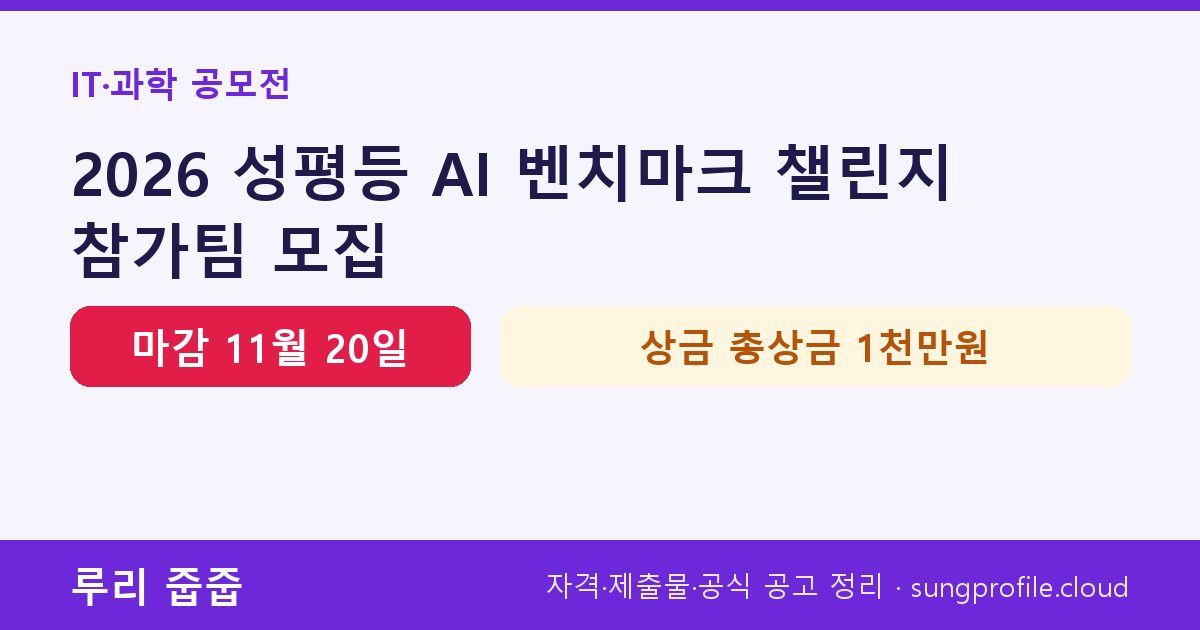 IT·과학 공모전
2026 성평등 AI 벤치마크 챌린지
참가팀 모집
마감 11월 20일
상금 총상금 1천만원
루리 줍줍
자격·제출물·공식 공고 정리 · sungprofile.cloud